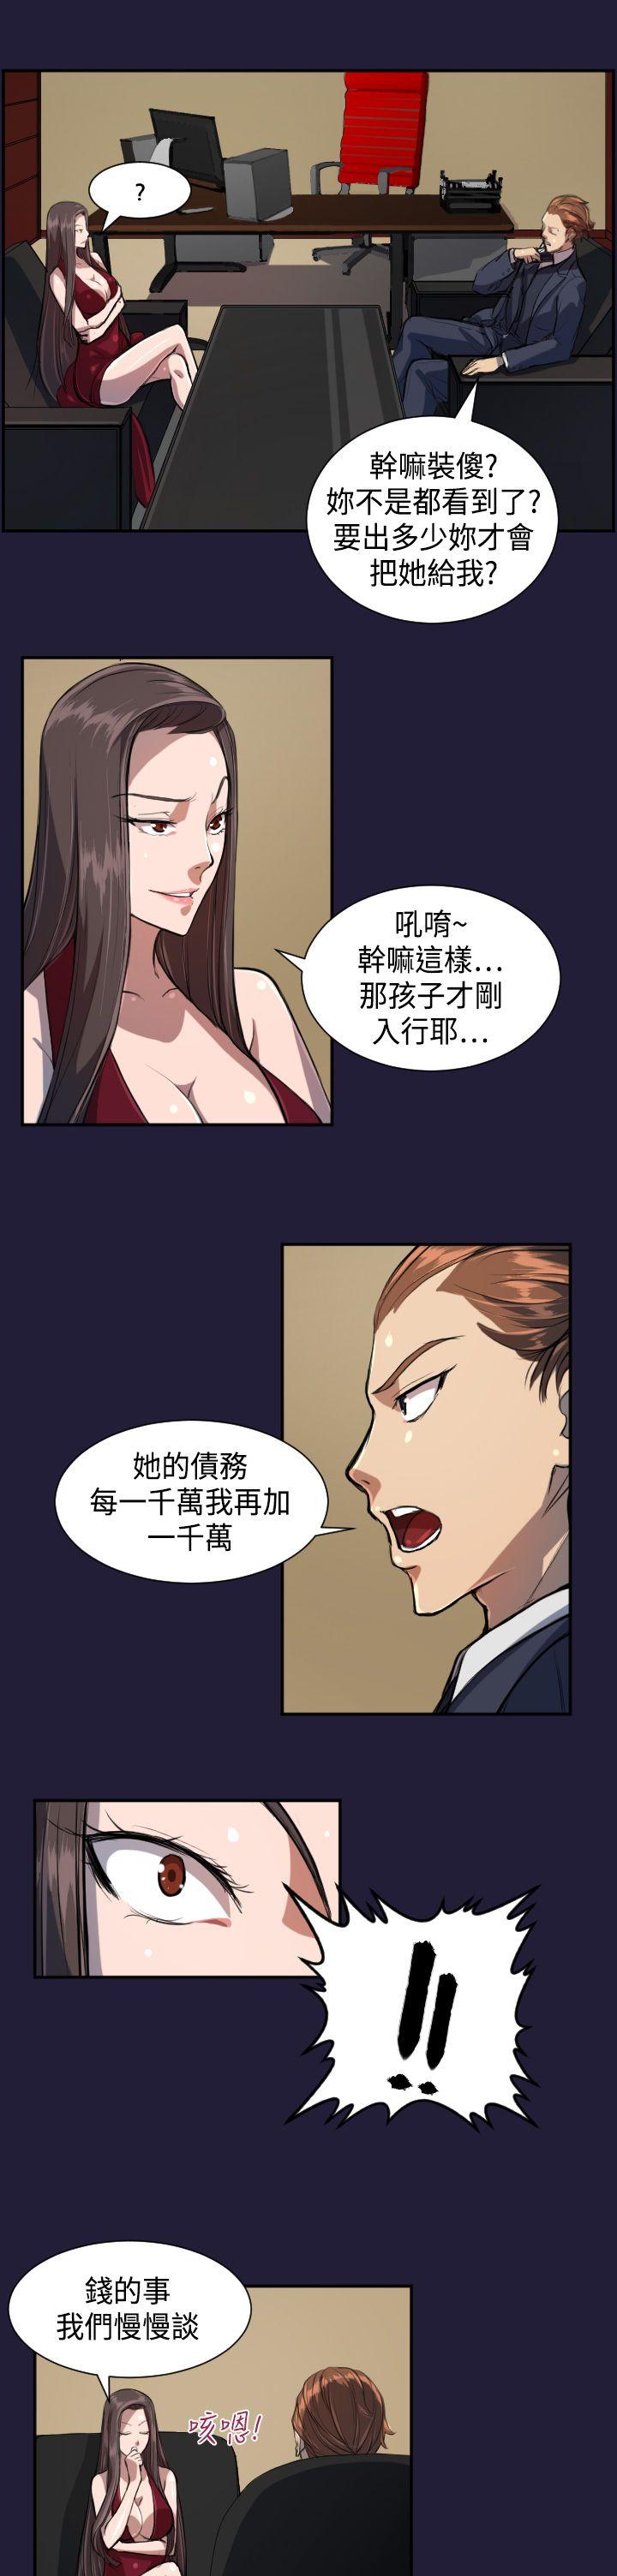 ?
幹嘛裝傻?
妳不是都看到了?
要出多少妳才會
把她給我?
吼唷~
幹嘛這樣...
那孩子才剛
入行耶...
她的債務
每一千萬我再加
一千萬
!!
錢的事
我們慢慢談
咳嗯!